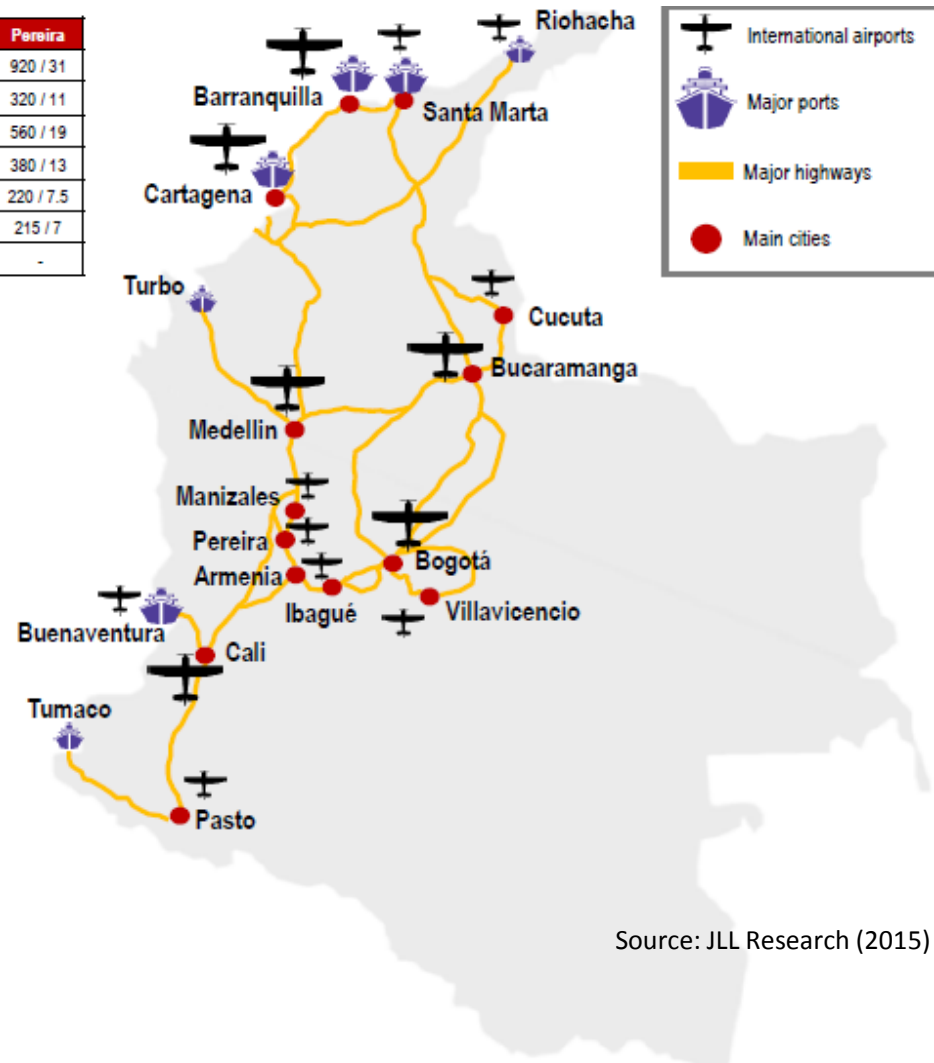 Pereira
920 / 31
320 / 11
560 / 19
380 / 13
220 / 7.5
215 / 7
-
Riohacha
Barranquilla
Santa Marta
Cartagena
Turbo
Cucuta
Bucaramanga
Medellin
Manizales
Pereira
Bogotá
Armenia
Ibagué
Villavicencio
Buenaventura
Cali
Tumaco
Pasto
International airports
Major ports
Major highways
Main cities
Source: JLL Research (2015)